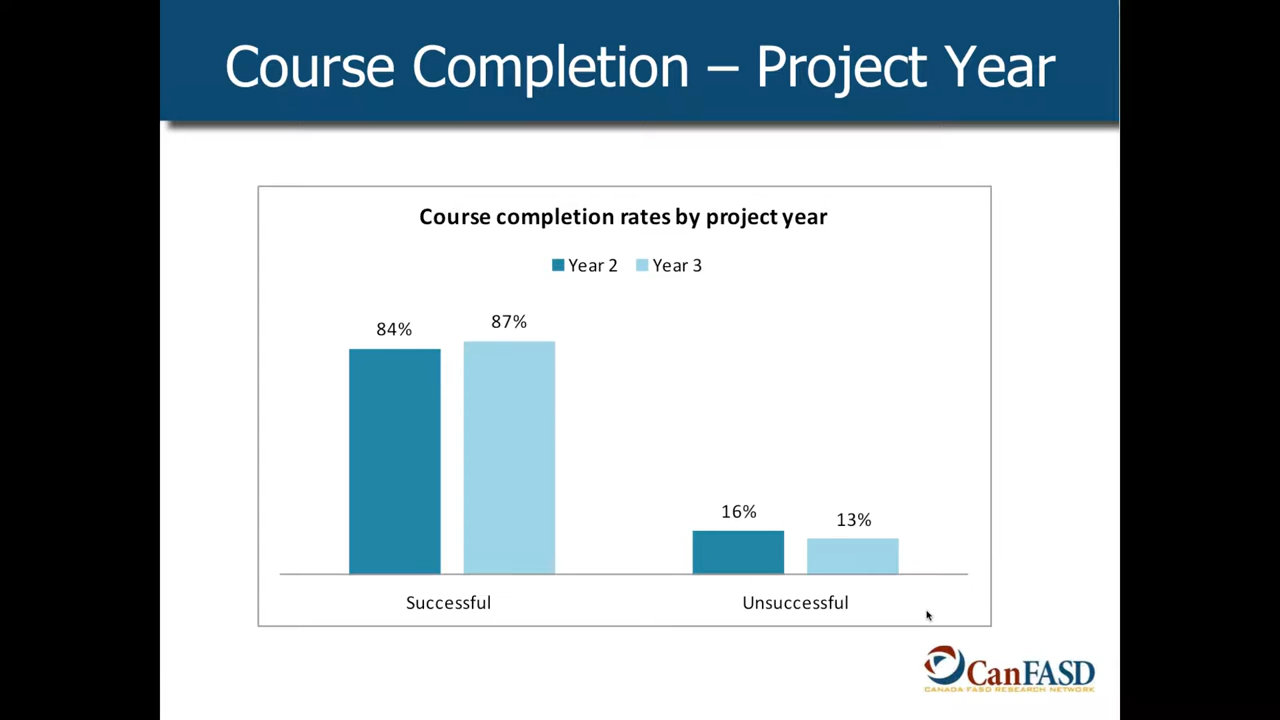 Course Completion – Project Year
Course completion rates by project year
Year 2 Year 3
84% 87%
16% 13%
Successful Unsuccessful
CanFASD
CANADA FASD RESEARCH NETWORK